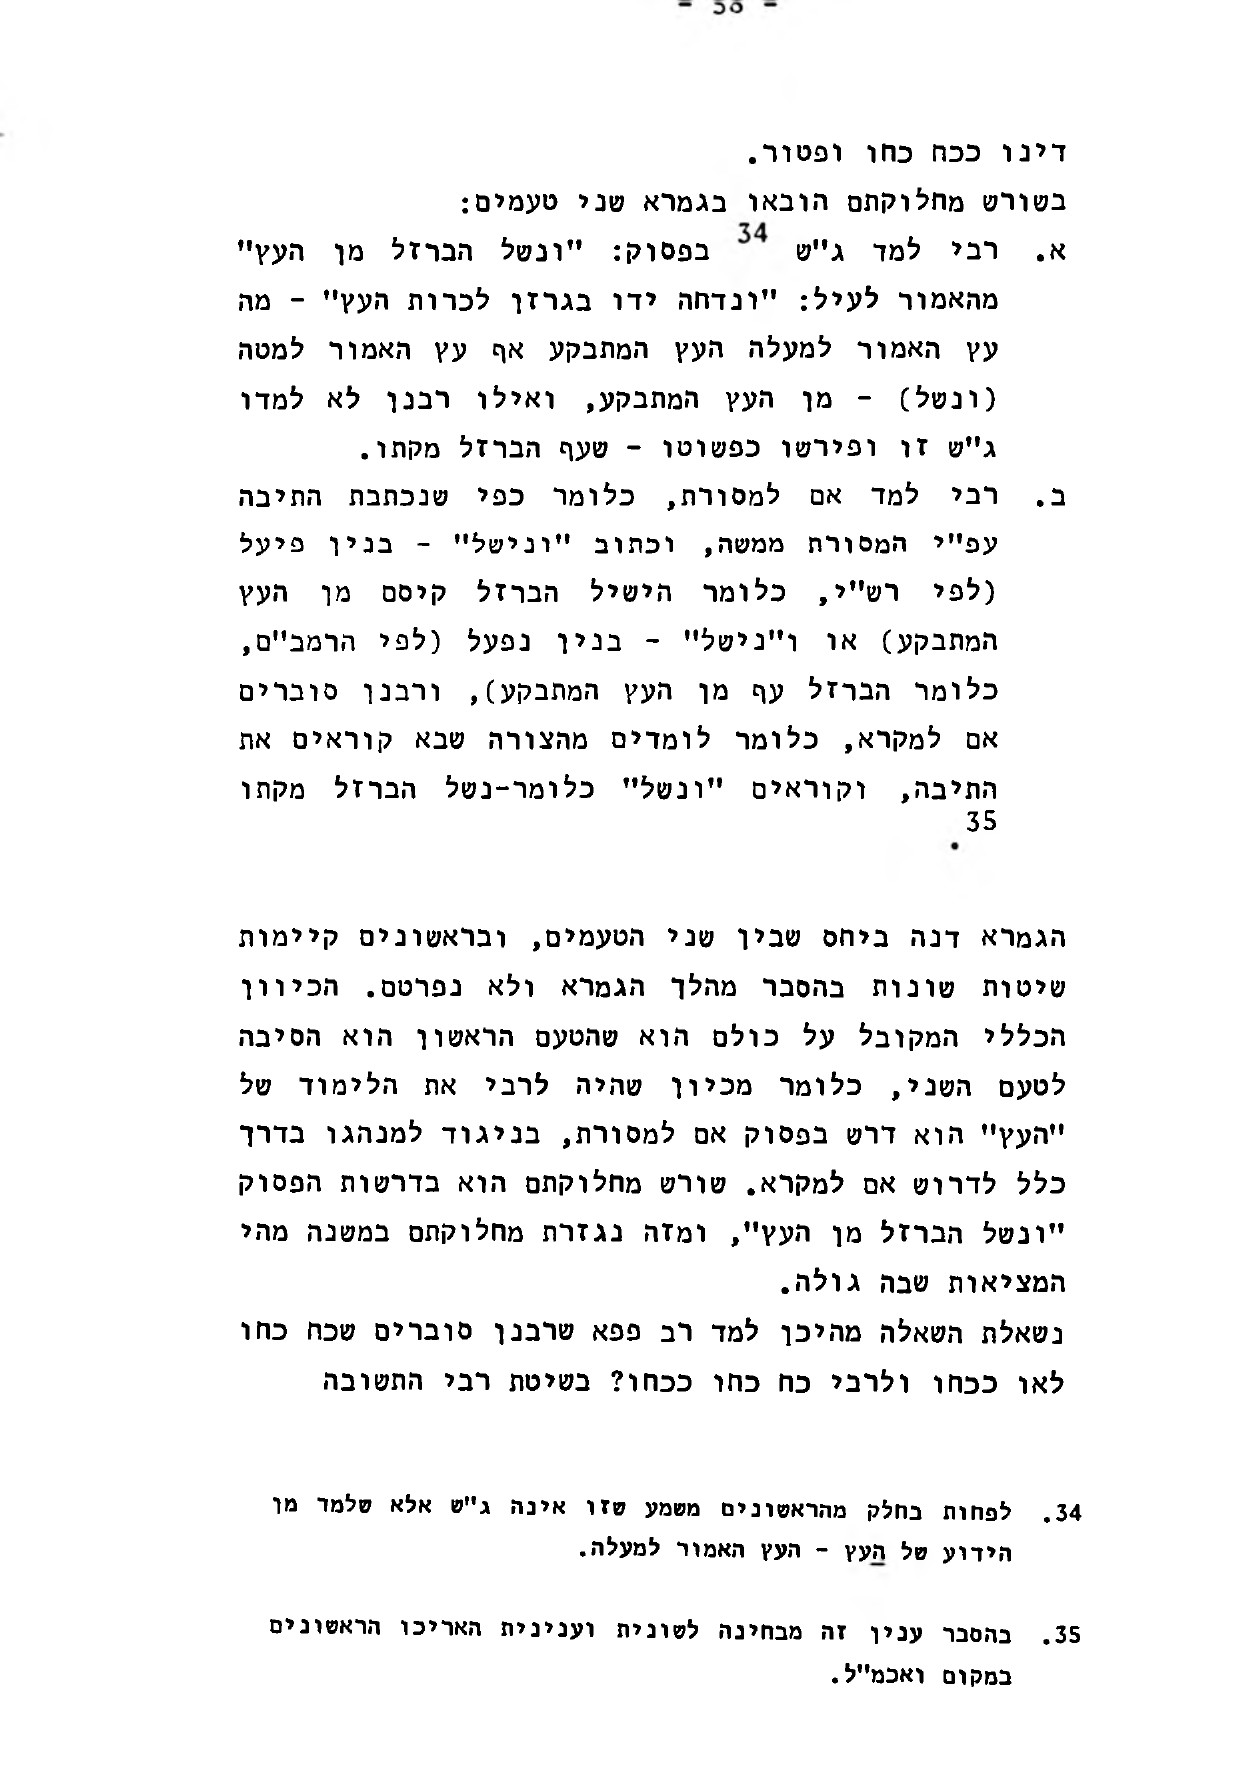 - 38 -
דינו ככח כחו ופטור.
בשורש מחלוקתם הובאו בגמרא שני טעמים:
א. רבי למד ג"ש 34 בפסוק: "ונשל הברזל מן העץ"
מהאמור לעיל: "ונדחה ידו בגרזן לכרות העץ" - מה
עץ האמור למעלה העץ המתבקע אף עץ האמור למטה
(ונשל) - מן העץ המתבקע, ואילו רבנן לא למדו
ג"ש זו ופירשו כפשוטו - שעף הברזל מקתו.
ב. רבי למד אם למסורת, כלומר כפי שנכתבת התיבה
עפ"י המסורת ממשה, וכתוב "ונישל" - בנין פיעל
(לפי רש"י, כלומר הישיל הברזל קיסם מן העץ
המתבקע) או ו"נישל" - בנין נפעל (לפי הרמב"ם,
כלומר הברזל עף מן העץ המתבקע), ורבנן סוברים
אם למקרא, כלומר לומדים מהצורה שבא קוראים את
התיבה, וקוראים "ונשל" כלומר-נשל הברזל מקתו
35
.
הגמרא דנה ביחס שבין שני הטעמים, ובראשונים קיימות
שיטות שונות בהסבר מהלך הגמרא ולא נפרטם. הכיוון
הכללי המקובל על כולם הוא שהטעם הראשון הוא הסיבה
לטעם השני, כלומר מכיון שהיה לרבי את הלימוד של
"העץ" הוא דרש בפסוק אם למסורת, בניגוד למנהגו בדרך
כלל לדרוש אם למקרא. שורש מחלוקתם הוא בדרשות הפסוק
"ונשל הברזל מן העץ", ומזה נגזרת מחלוקתם במשנה מהי
המציאות שבה גולה.
נשאלת השאלה מהיכן למד רב פפא שרבנן סוברים שכח כחו
לאו ככחו ולרבי כח כחו ככחו? בשיטת רבי התשובה
34. לפחות בחלק מהראשונים משמע שזו אינה ג"ש אלא שלמד מן
הידוע של העץ - העץ האמור למעלה.
35. בהסבר ענין זה מבחינה לשונית וענינית האריכו הראשונים
במקום ואכמ"ל.